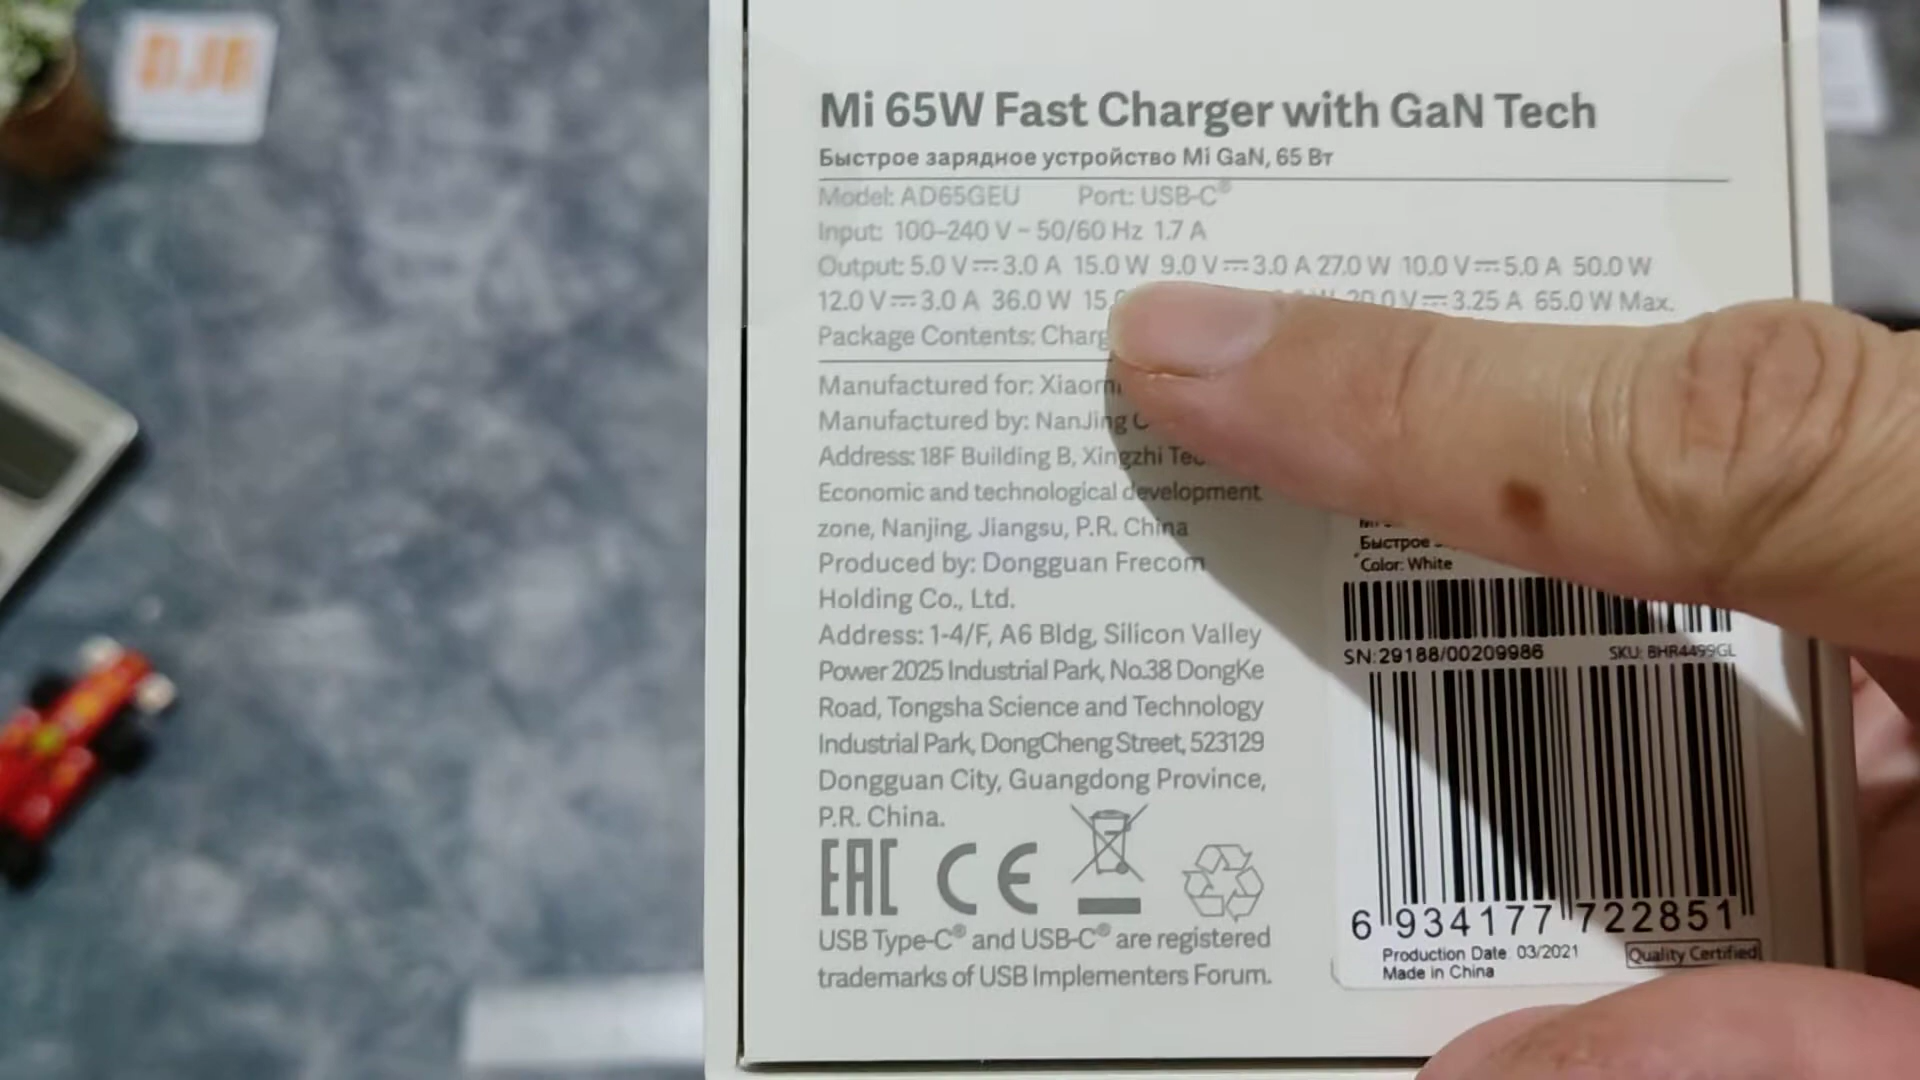 DJB
Mi 65W Fast Charger with GaN Tech
Быстрое зарядное устройство Mi GaN, 65 Вт
Model: AD65GEU Port: USB-C®
Input: 100–240 V ~ 50/60 Hz 1.7 A
Output: 5.0 V⎓3.0 A 15.0 W 9.0 V⎓3.0 A 27.0 W 10.0 V⎓5.0 A 50.0 W
12.0 V⎓3.0 A 36.0 W 20.0 V⎓3.25 A 65.0 W Max.
Package Contents:
Manufactured for:
Manufactured by: NanJing
Address: 18F Building B, Xingzhi
Economic and technological development
zone, Nanjing, Jiangsu, P.R. China
Produced by: Dongguan Frecom
Holding Co., Ltd.
Address: 1-4/F, A6 Bldg, Silicon Valley
Power 2025 Industrial Park, No.38 DongKe
Road, Tongsha Science and Technology
Industrial Park, DongCheng Street, 523129
Dongguan City, Guangdong Province,
P.R. China.
EAC CE
USB Type-C® and USB-C® are registered
trademarks of USB Implementers Forum.
Быстрое
Color: White
SN:29188/00209986 SKU: BHR4499GL
6 934177 722851
Production Date 03/2021 Quality Certified
Made in China